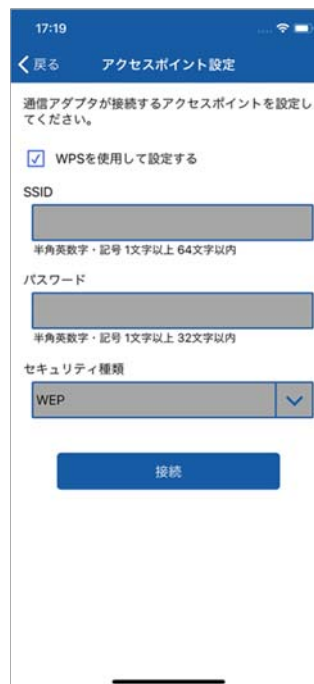 17:19
戻る
アクセスポイント設定
通信アダプタが接続するアクセスポイントを設定し
てください。
WPSを使用して設定する
SSID
半角英数字・記号 1文字以上 64文字以内
パスワード
半角英数字・記号 1文字以上 32文字以内
セキュリティ種類
WEP
接続